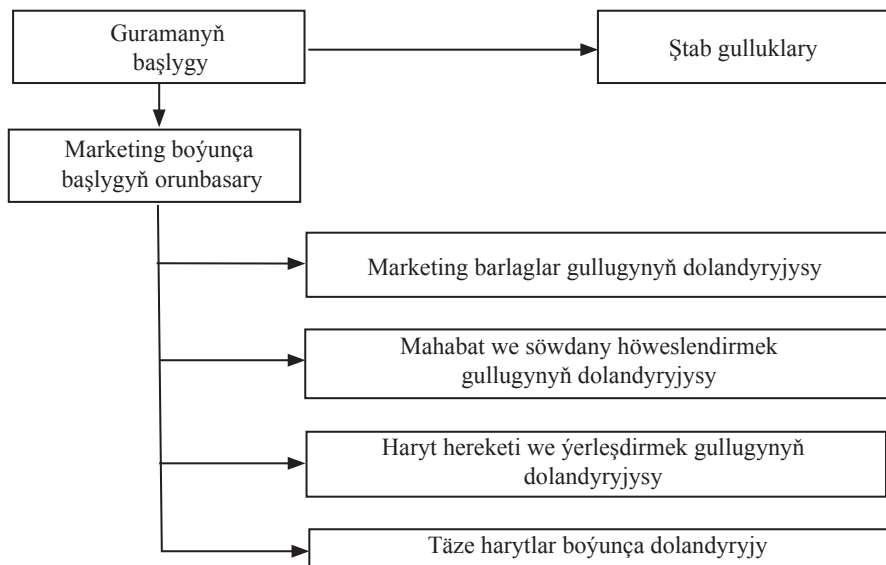 Guramanyň
başlygy
Ştab gulluklary
Marketing boýunça
başlygyň orunbasary
Marketing barlaglar gullugynyň dolandyryjysy
Mahabat we söwdany höweslendirmek
gullugynyň dolandyryjysy
Haryt hereketi we ýerleşdirmek gullugynyň
dolandyryjysy
Täze harytlar boýunça dolandyryjy